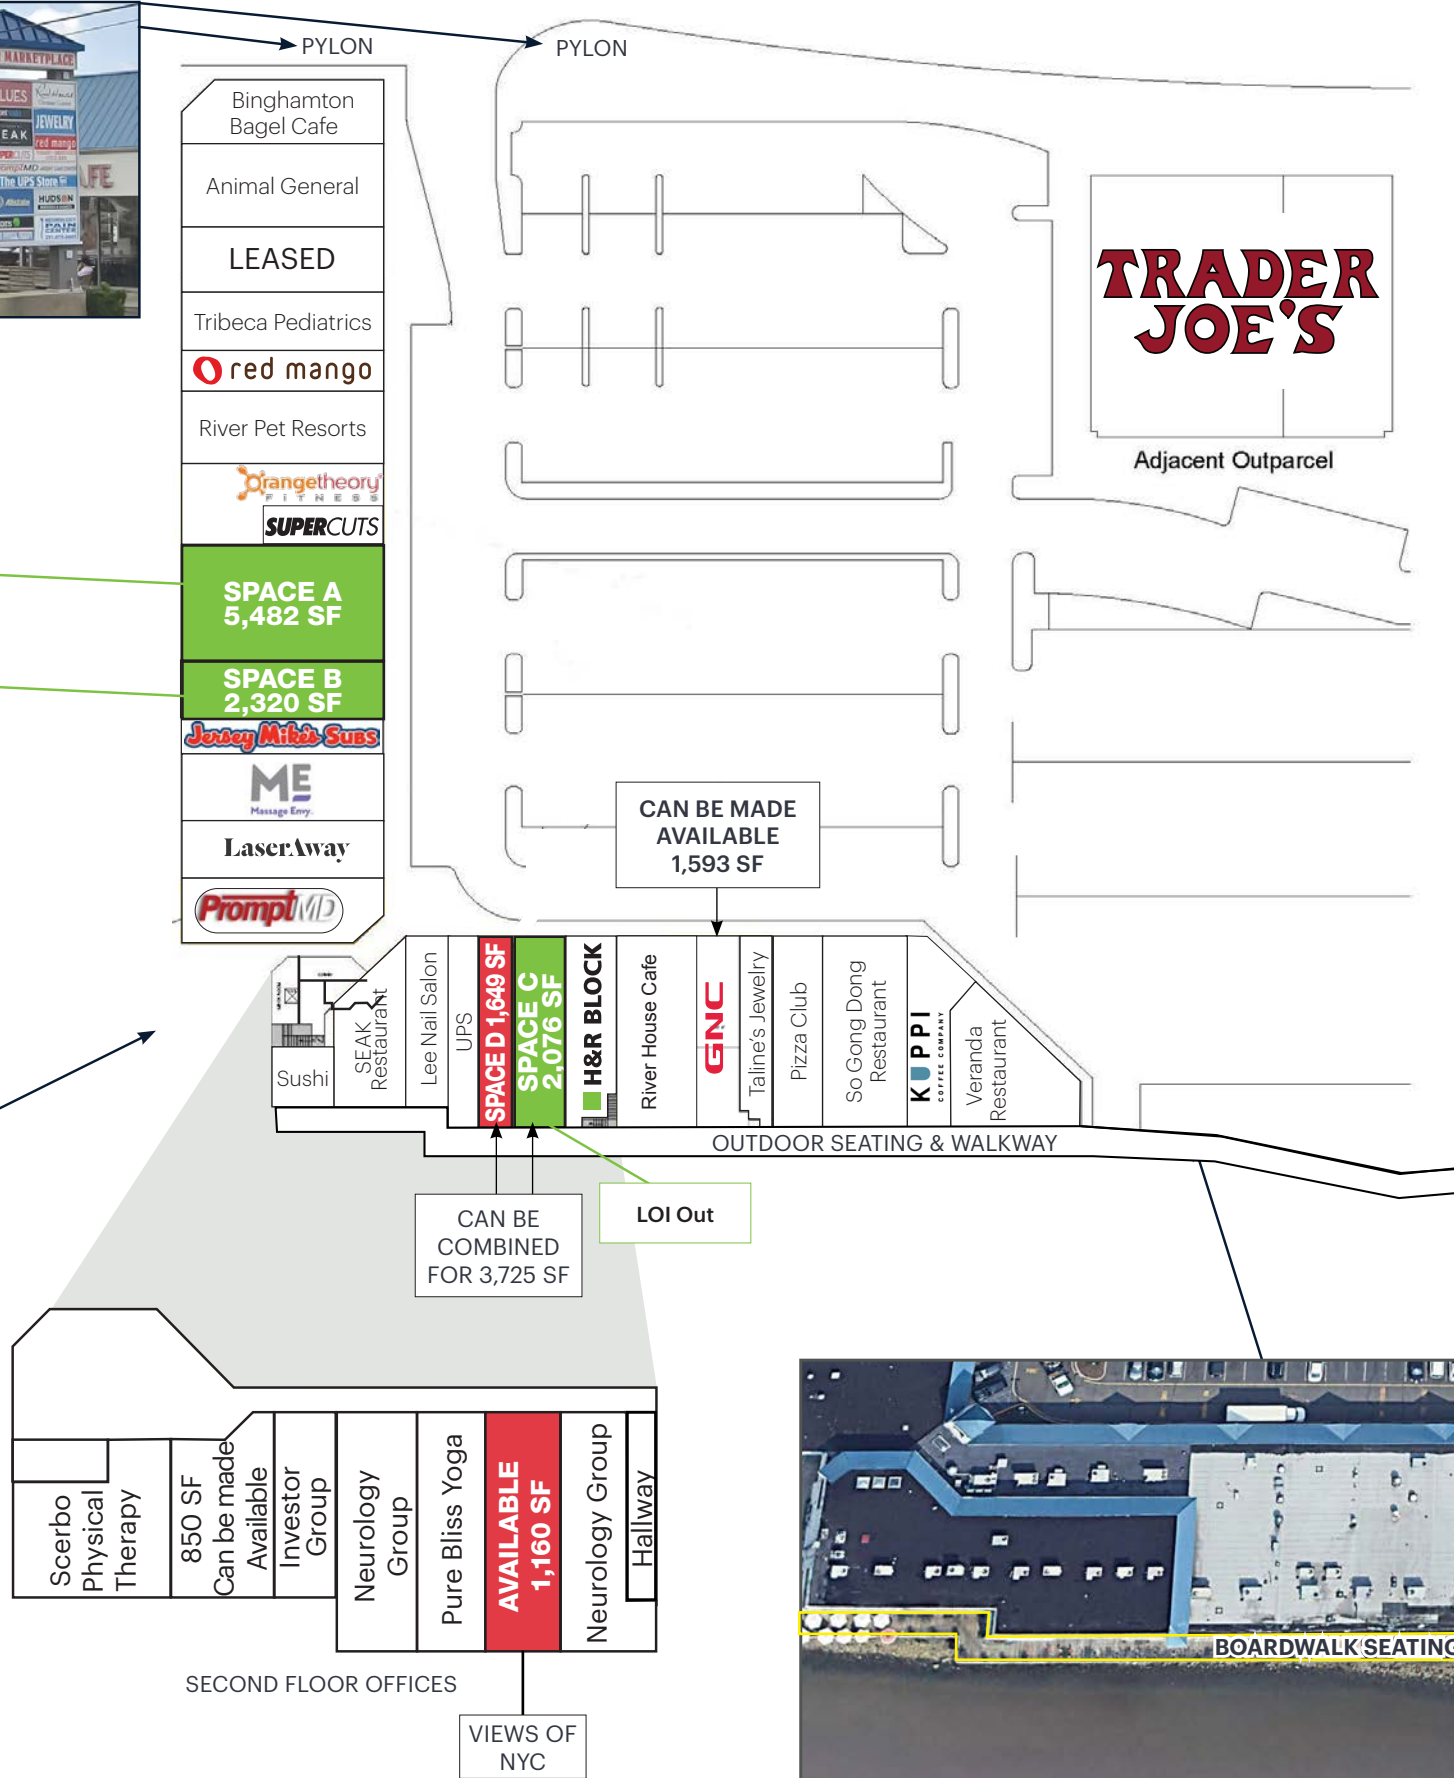 MARKETPLACE
LUES
JEWELRY
EAK
red mango
The UPS Store
Allstate
HUDSON
PAIN
CENTER
PYLON
PYLON
Binghamton
Bagel Cafe
Animal General
LEASED
Tribeca Pediatrics
red mango
River Pet Resorts
orangetheory
FITNESS
SUPERCUTS
SPACE A
5,482 SF
SPACE B
2,320 SF
Jersey Mike's Subs
ME
Massage Envy.
LaserAway
PromptMD
TRADER
JOE'S
Adjacent Outparcel
CAN BE MADE
AVAILABLE
1,593 SF
Sushi
SEAK
Restaurant
Lee Nail Salon
UPS
SPACE D 1,649 SF
SPACE C
2,076 SF
H&R BLOCK
River House Cafe
GNC
Taline's Jewelry
Pizza Club
So Gong Dong
Restaurant
KUPPI
COFFEE COMPANY
Veranda
Restaurant
OUTDOOR SEATING & WALKWAY
CAN BE
COMBINED
FOR 3,725 SF
LOI Out
Scerbo
Physical
Therapy
850 SF
Can be made
Available
Investor
Group
Neurology
Group
Pure Bliss Yoga
AVAILABLE
1,160 SF
Neurology Group
Hallway
SECOND FLOOR OFFICES
VIEWS OF
NYC
BOARDWALK SEATING